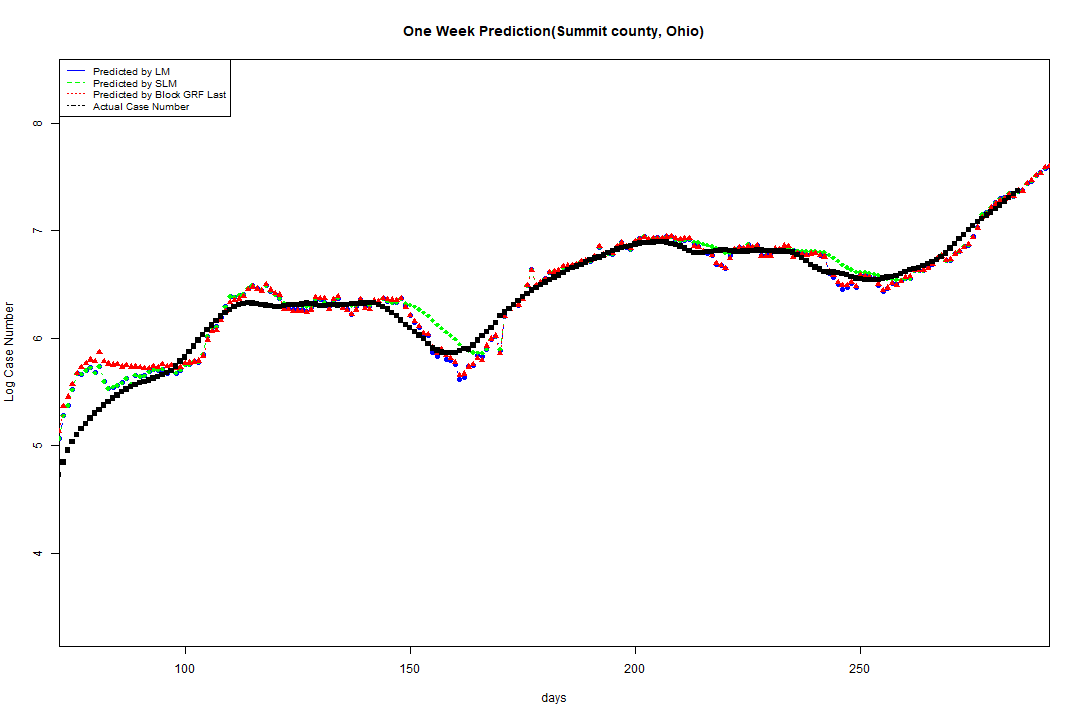 One Week Prediction(Summit county, Ohio)
Predicted by LM
Predicted by SLM
Predicted by Block GRF Last
Actual Case Number
Log Case Number
8
7
6
5
4
100
150
200
250
days